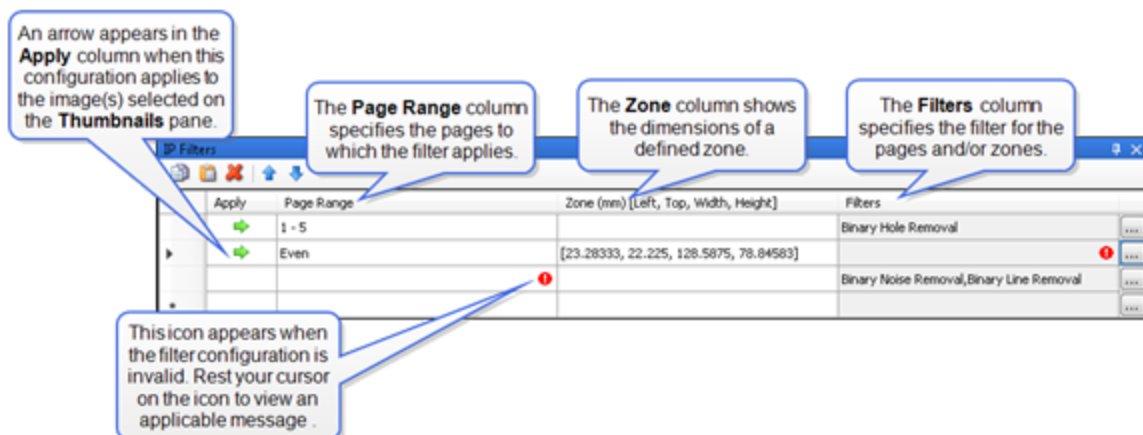 An arrow appears in the
Apply column when this
configuration applies to
the image(s) selected on
the Thumbnails pane.
The Page Range column
specifies the pages to
which the filter applies.
The Zone column shows
the dimensions of a
defined zone.
The Filters column
specifies the filter for the
pages and/or zones.
IP Filters
Apply Page Range Zone (mm) [Left, Top, Width, Height] Filters
1 - 5 Binary Hole Removal ...
Even [23.28333, 22.225, 128.5875, 78.84583] ...
Binary Noise Removal,Binary Line Removal ...
...
This icon appears when
the filter configuration is
invalid. Rest your cursor
on the icon to view an
applicable message .